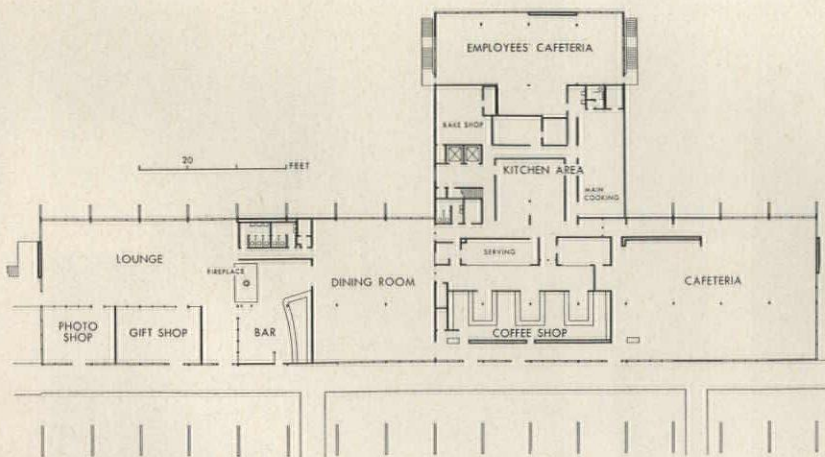 EMPLOYEES' CAFETERIA
BAKE SHOP
KITCHEN AREA
MAIN
COOKING
20
FEET
LOUNGE
FIREPLACE
DINING ROOM
SERVING
CAFETERIA
PHOTO
SHOP
GIFT SHOP
BAR
COFFEE SHOP